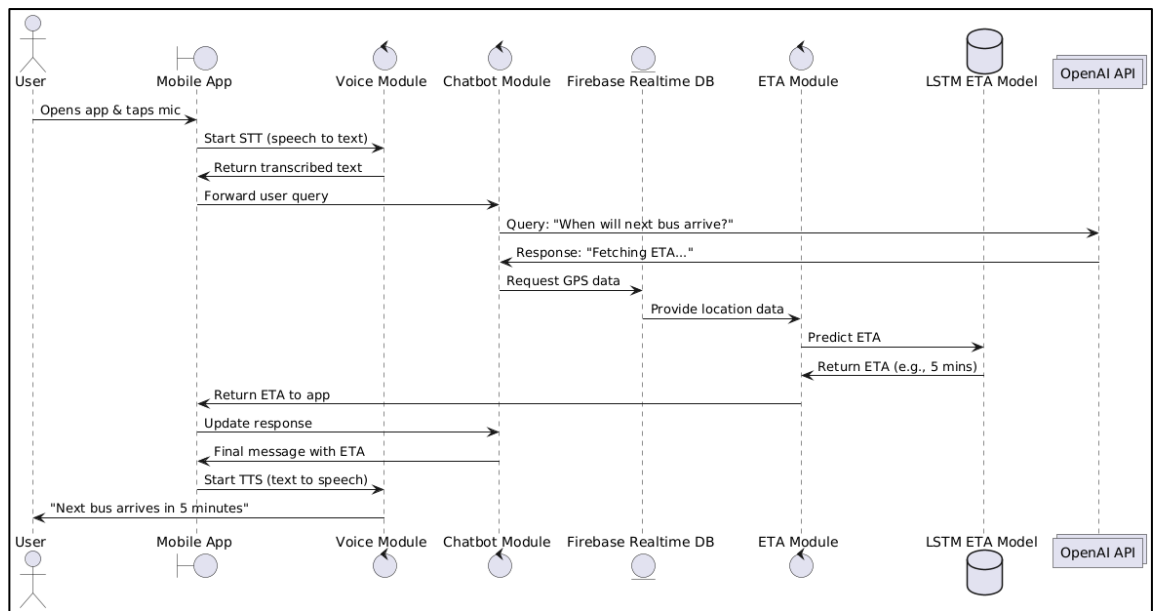 User
Mobile App
Voice Module
Chatbot Module
Firebase Realtime DB
ETA Module
LSTM ETA Model
OpenAI API
Opens app & taps mic
Start STT (speech to text)
Return transcribed text
Forward user query
Query: "When will next bus arrive?"
Response: "Fetching ETA..."
Request GPS data
Provide location data
Predict ETA
Return ETA (e.g., 5 mins)
Return ETA to app
Update response
Final message with ETA
Start TTS (text to speech)
"Next bus arrives in 5 minutes"
User
Mobile App
Voice Module
Chatbot Module
Firebase Realtime DB
ETA Module
LSTM ETA Model
OpenAI API